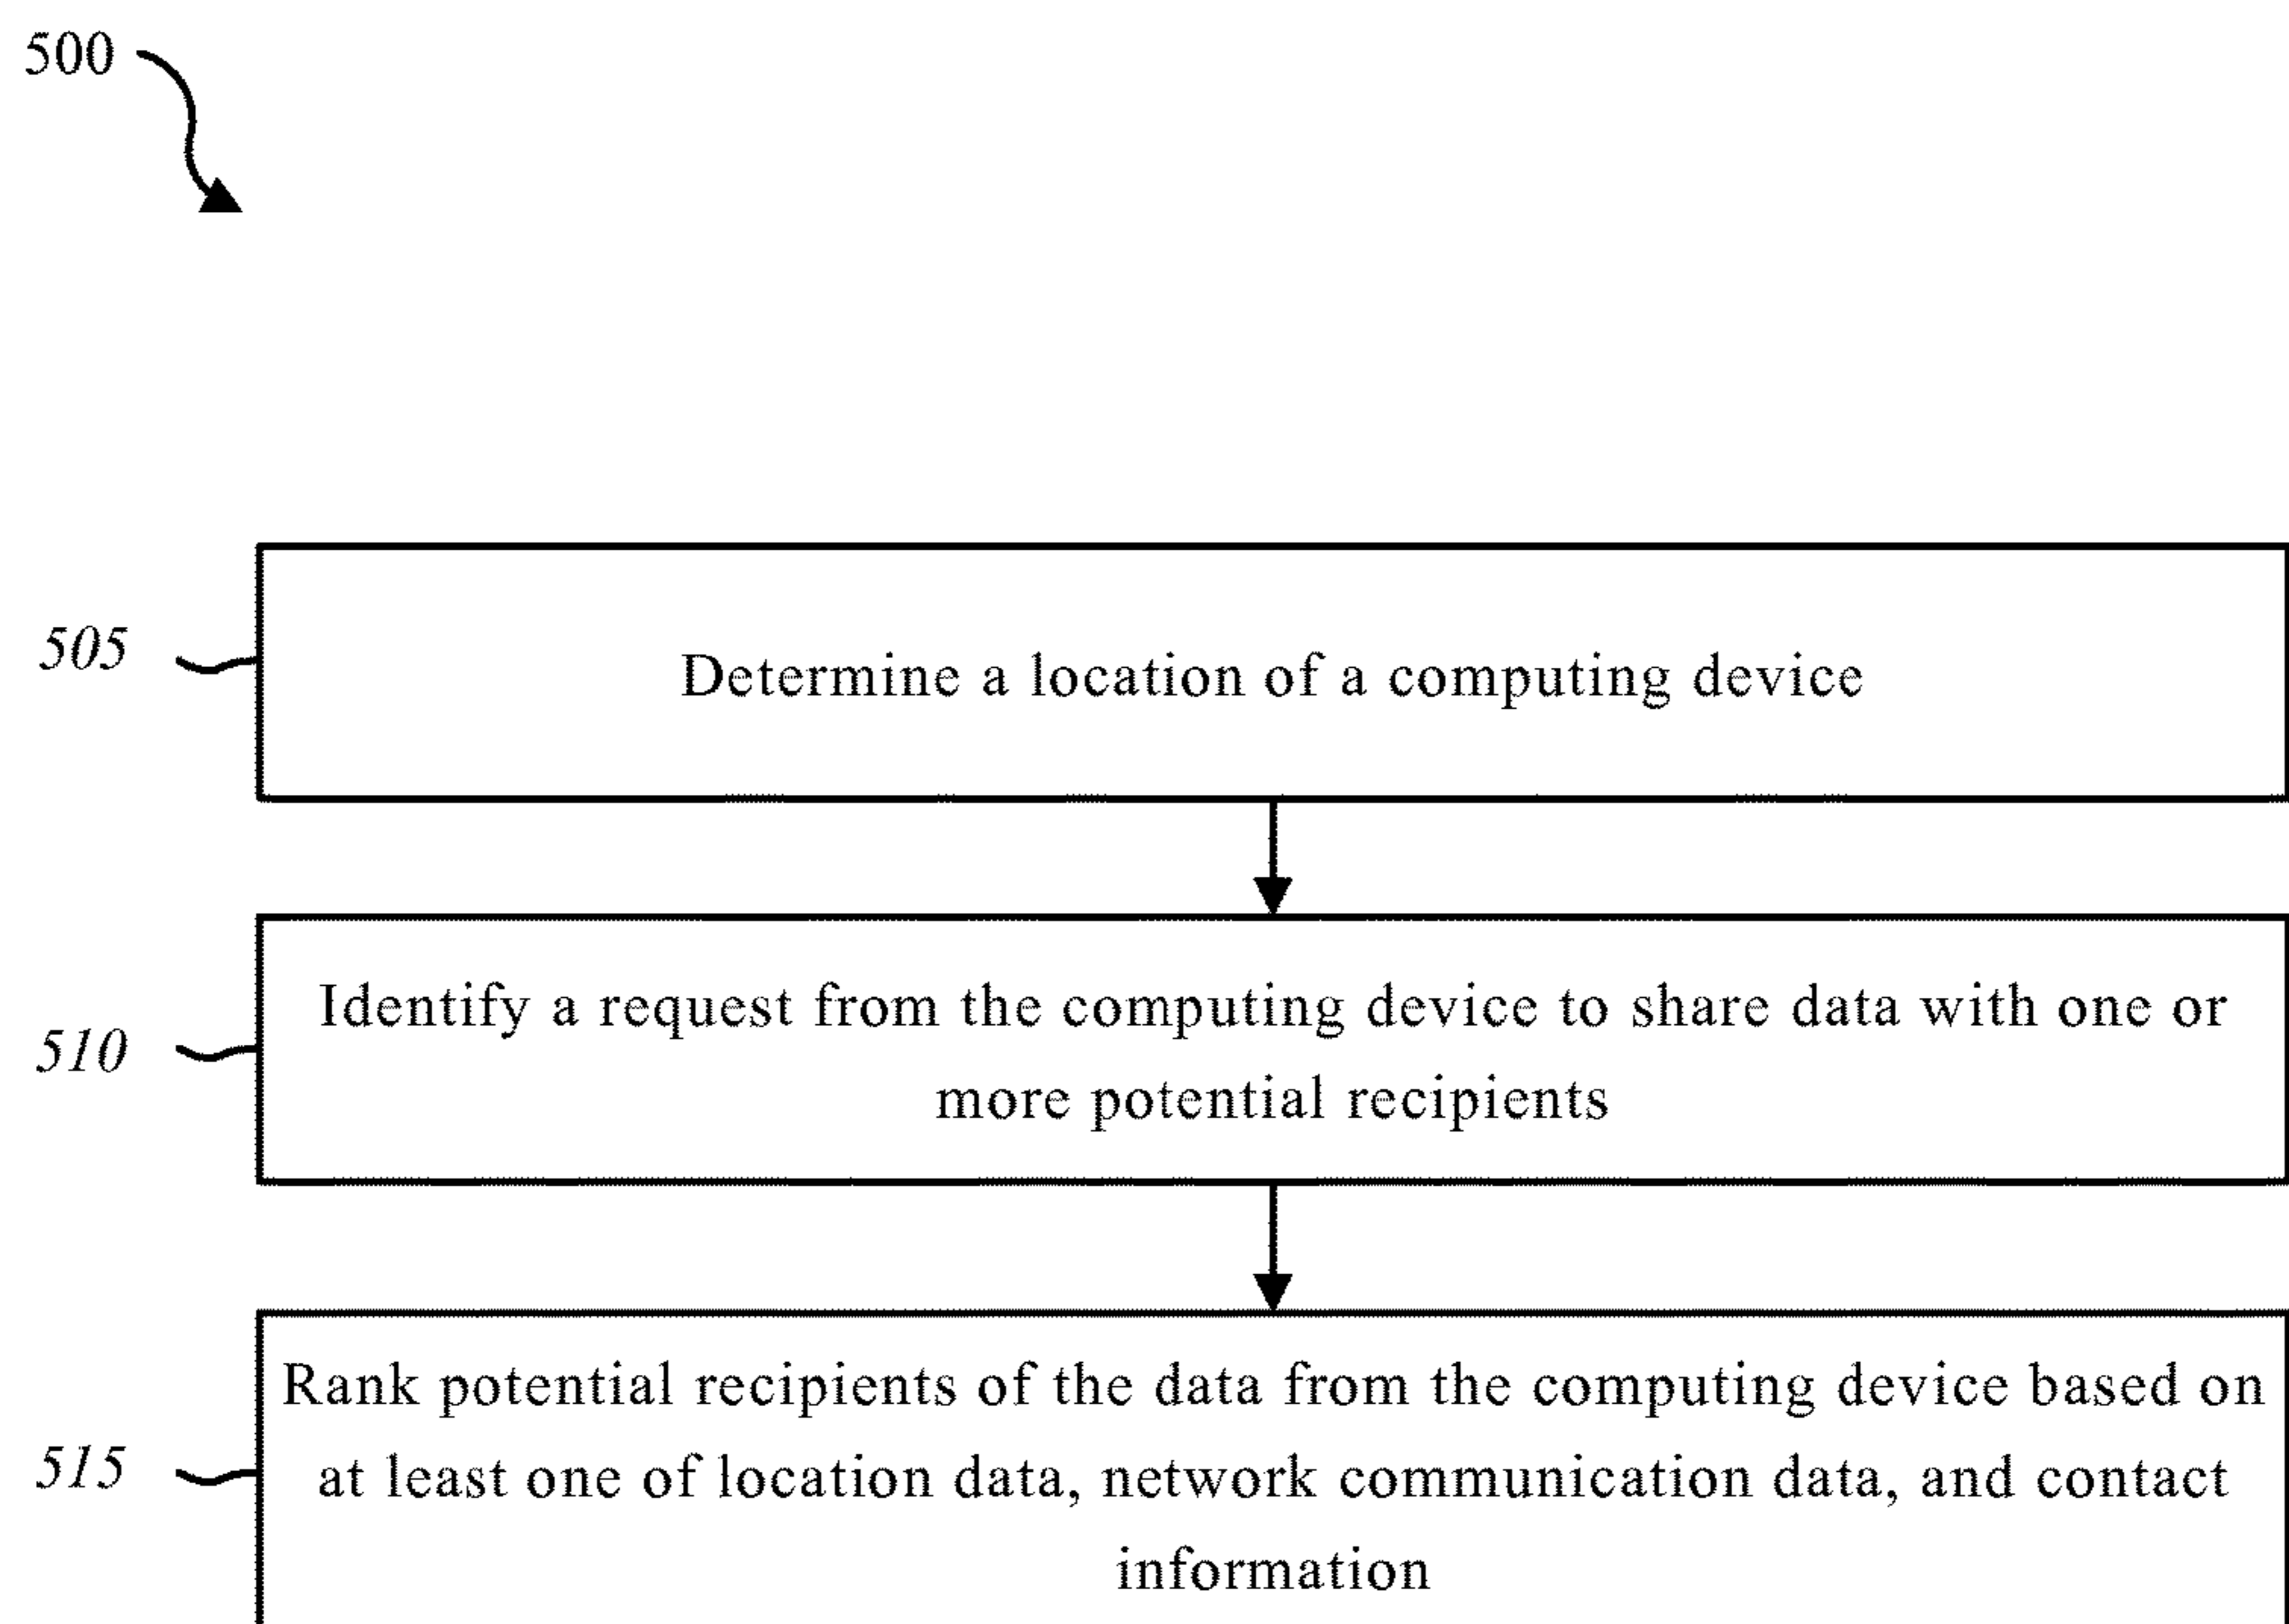 500
505
Determine a location of a computing device
510
Identify a request from the computing device to share data with one or
more potential recipients
515
Rank potential recipients of the data from the computing device based on
at least one of location data, network communication data, and contact
information